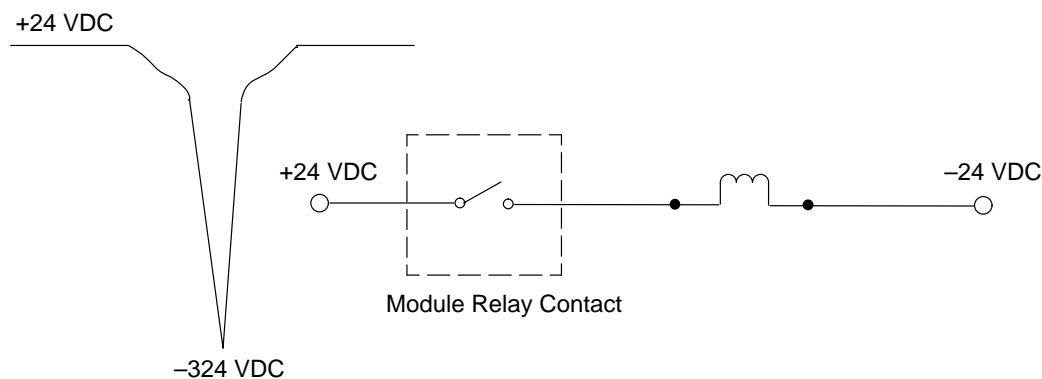 +24 VDC
+24 VDC
–24 VDC
Module Relay Contact
–324 VDC